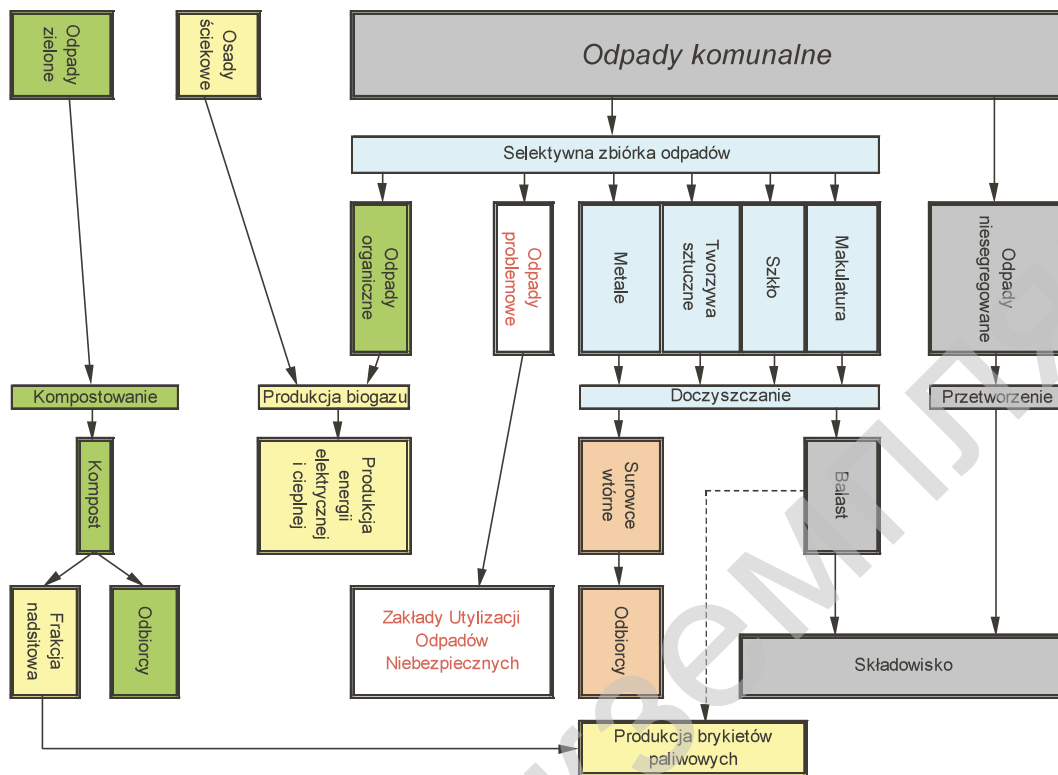 Odpady
zielone
Osady
ściekowe
Odpady komunalne
Selektywna zbiórka odpadów
Odpady
organiczne
Odpady
problemowe
Metale
Tworzywa
sztuczne
Szkło
Makulatura
Odpady
niesegregowane
Kompostowanie
Produkcja biogazu
Doczyszczanie
Przetworzenie
Kompost
Produkcja
energii
elektrycznej
i cieplnej
Surowce
wtórne
Balast
Frakcja
nadsitowa
Odbiorcy
Zakłady Utylizacji
Odpadów
Niebezpiecznych
Odbiorcy
Składowisko
Produkcja brykietów
paliwowych